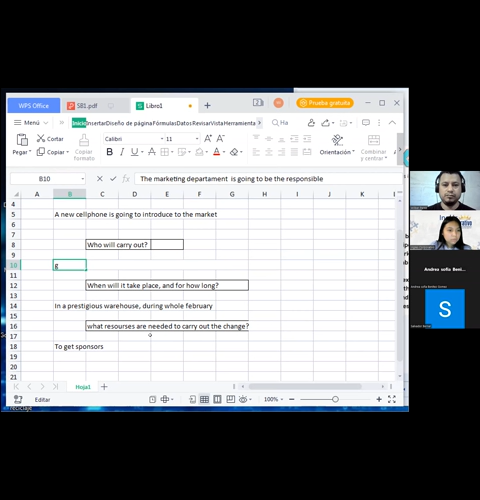 WPS Office SB1.pdf Libro1 Prueba gratuita
Menú Inicio Insertar Diseño de página Fórmulas Datos Revisar Vista Herramienta
Cortar Calibri 11 Orientación
Pegar Copiar formato B I U A Combinar y centrar
B10 fx The marketing departament is going to be the responsible
A B C D E F G H I J K L
4
5 A new cellphone is going to introduce to the market
6
7
8 Who will carry out?
9
10 g
11
12 When will it take place, and for how long?
13
14 In a prestigious warehouse, during whole february
15
16 what resourses are needed to carry out the change?
17
18 To get sponsors
19
20
21
Hoja1
Editar 100%
reciclaje
Andrea sofia Beni...
S